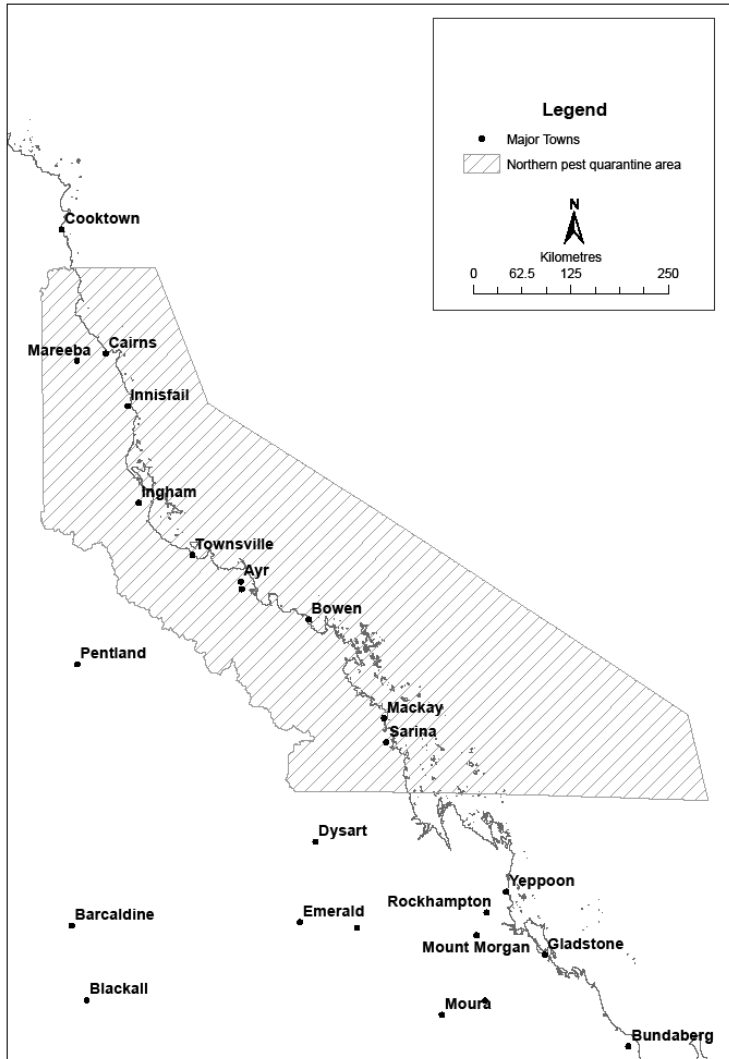 Legend
Major Towns
Northern pest quarantine area
N
Kilometres
0 62.5 125 250
Cooktown
Mareeba
Cairns
Innisfail
Ingham
Townsville
Ayr
Bowen
Pentland
Mackay
Sarina
Dysart
Yeppoon
Rockhampton
Barcaldine
Emerald
Mount Morgan
Gladstone
Blackall
Moura
Bundaberg